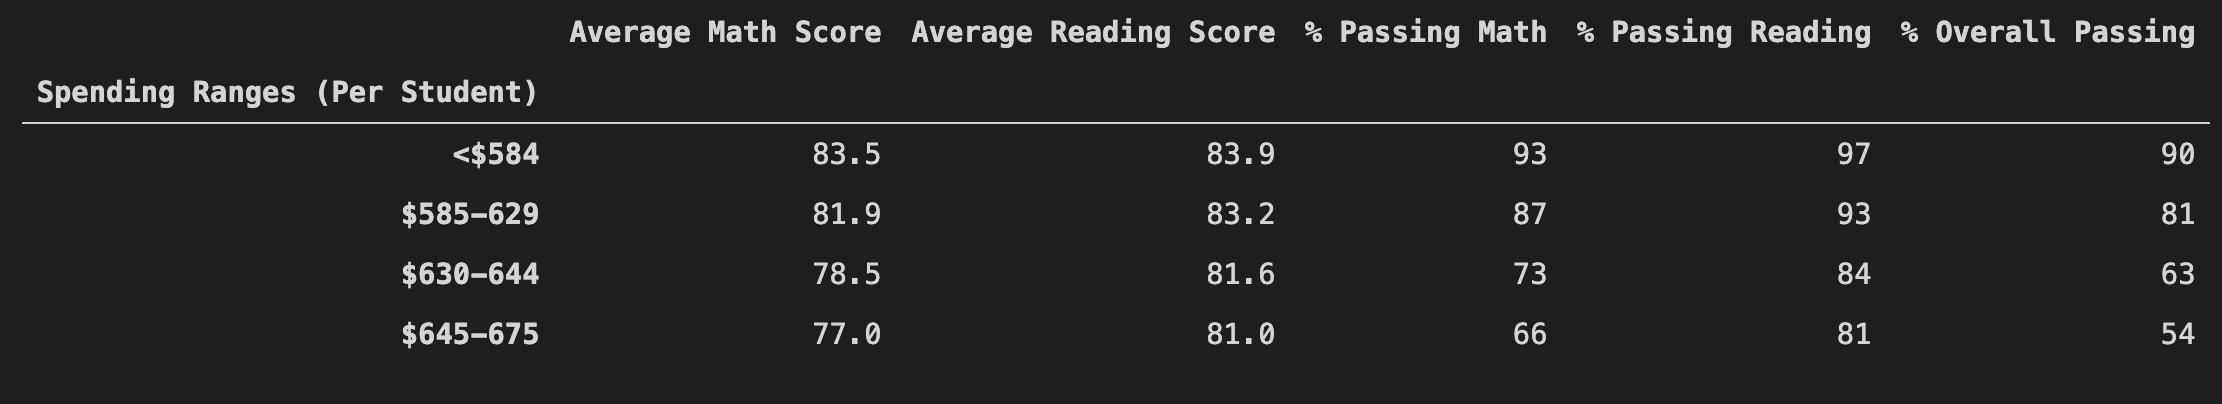 Average Math Score Average Reading Score % Passing Math % Passing Reading % Overall Passing
Spending Ranges (Per Student)
<$584 83.5 83.9 93 97 90
$585-629 81.9 83.2 87 93 81
$630-644 78.5 81.6 73 84 63
$645-675 77.0 81.0 66 81 54